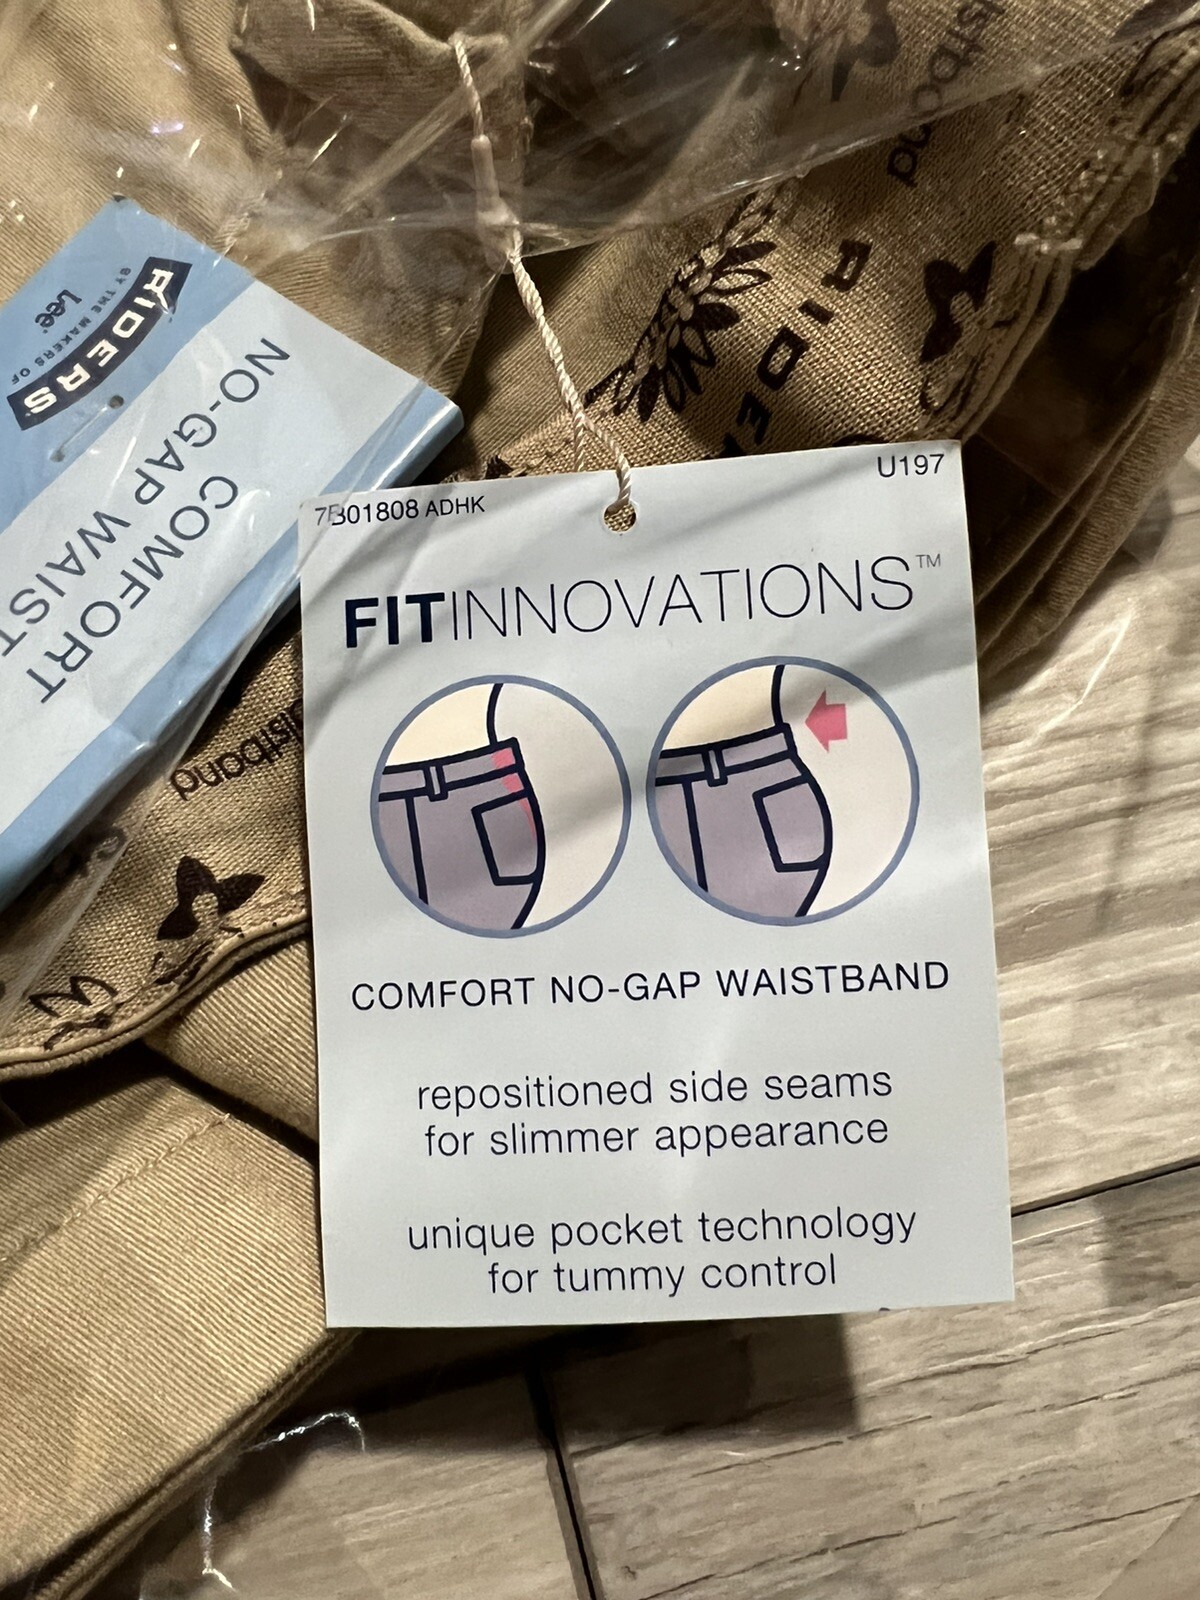 RIDERS
BY THE MAKERS OF
Lee
COMFORT
NO-GAP WAIST
RIDE
7B01808 ADHK
U197
FITINNOVATIONS™
COMFORT NO-GAP WAISTBAND
repositioned side seams
for slimmer appearance
unique pocket technology
for tummy control